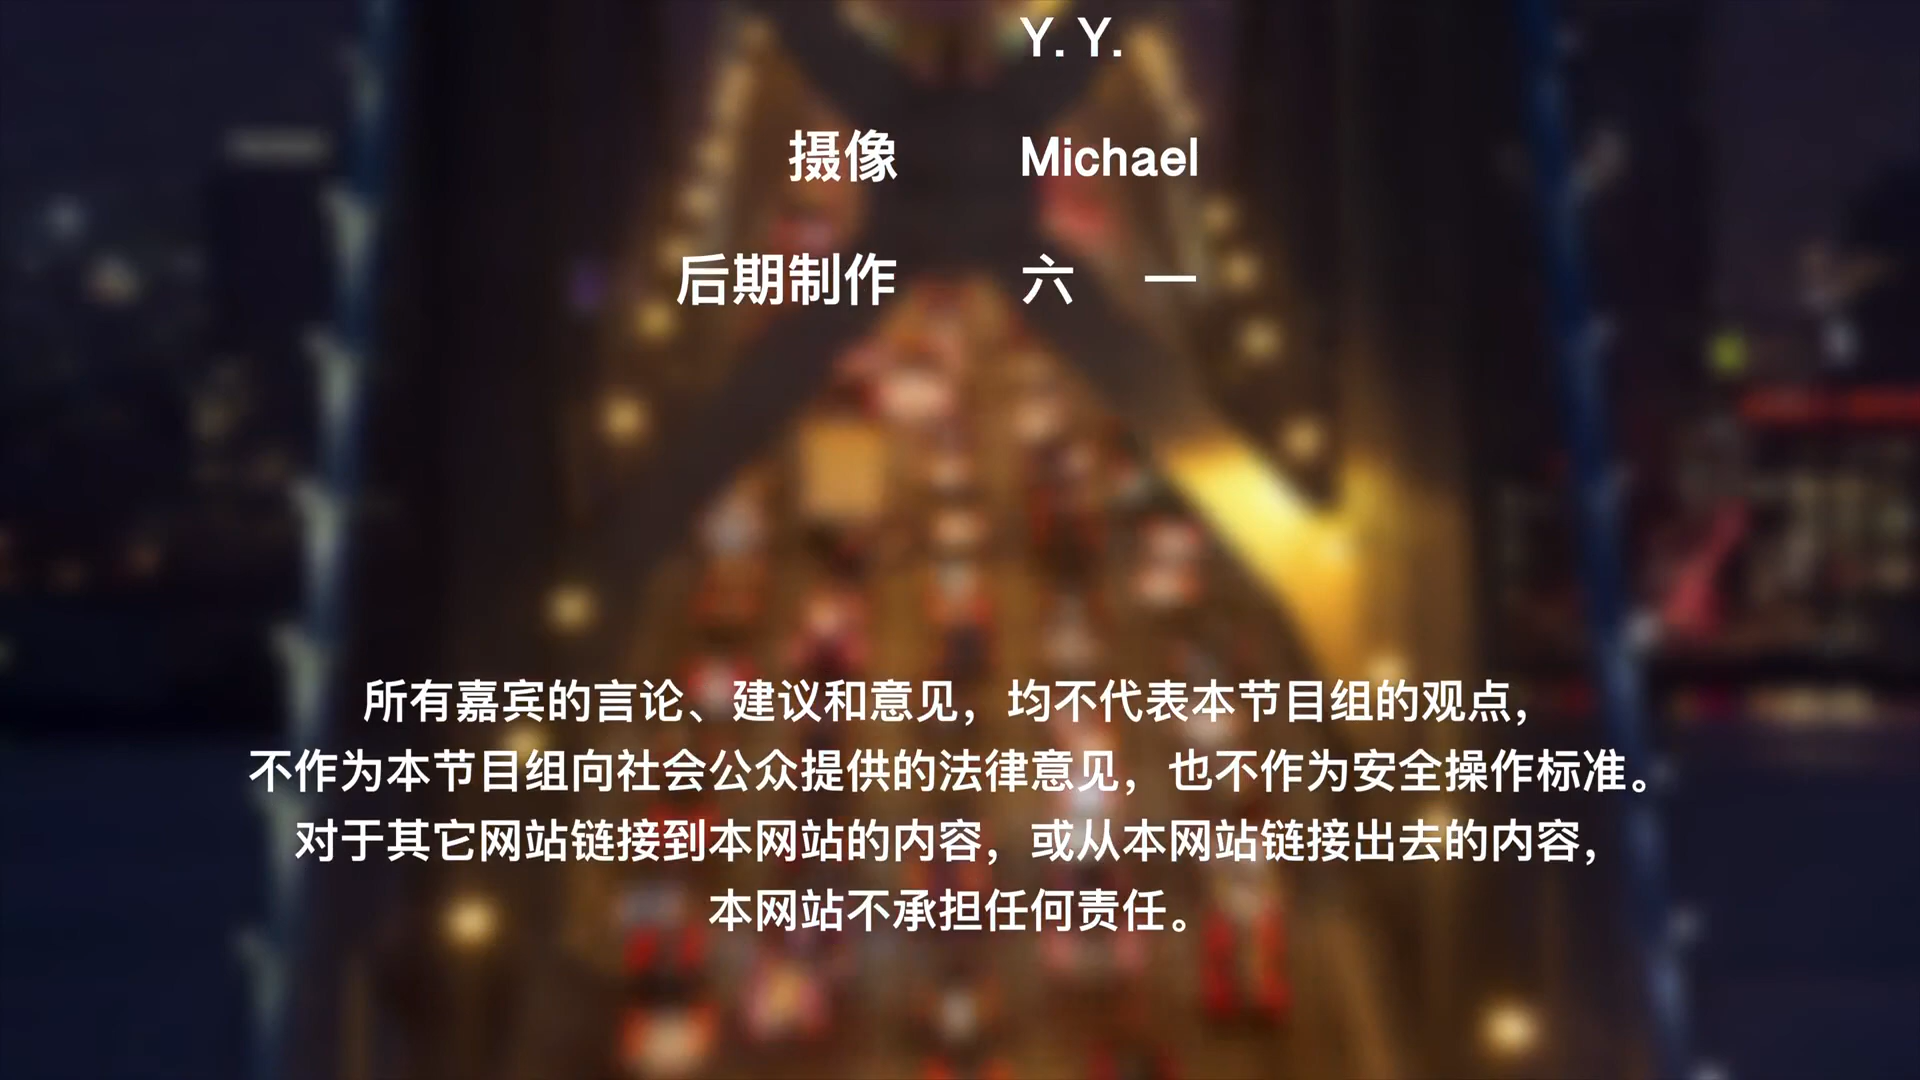 Y. Y.
摄像 Michael
后期制作 六 一
所有嘉宾的言论、建议和意见，均不代表本节目组的观点，
不作为本节目组向社会公众提供的法律意见，也不作为安全操作标准。
对于其它网站链接到本网站的内容，或从本网站链接出去的内容，
本网站不承担任何责任。